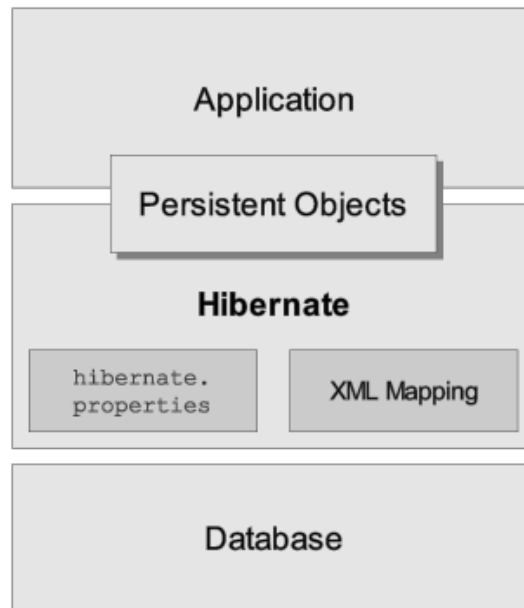 Application
Persistent Objects
Hibernate
hibernate.
properties
XML Mapping
Database